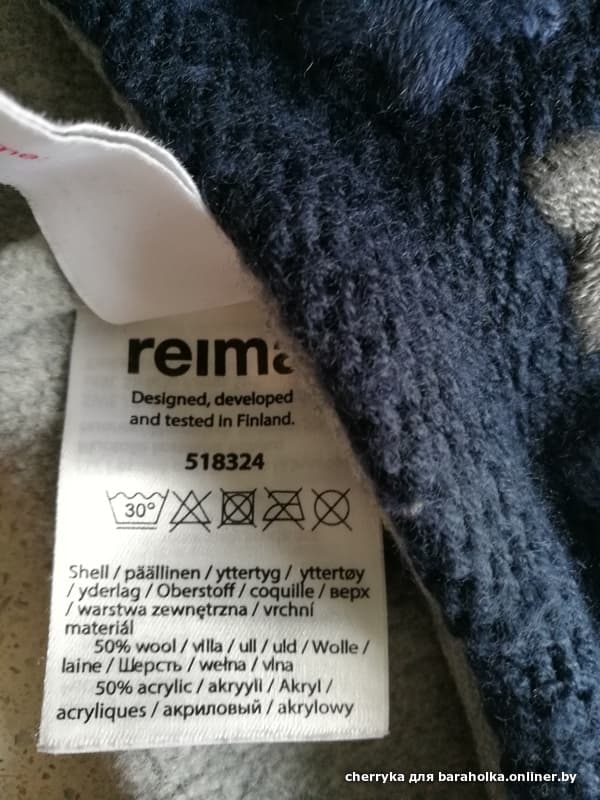 Designed, developed
and tested in Finland.
518324
30°
Shell / päällinen / yttertyg / yttertøy
/ yderlag / Oberstoff / coquille / верх
/ warstwa zewnętrzna / vrchní
materiál
50% wool / villa / ull / uld / Wolle /
laine / Шерсть / wełna / vlna
50% acrylic / akryyli / Akryl /
acryliques / акриловый / akrylowy
cherryka для baraholka.onliner.by